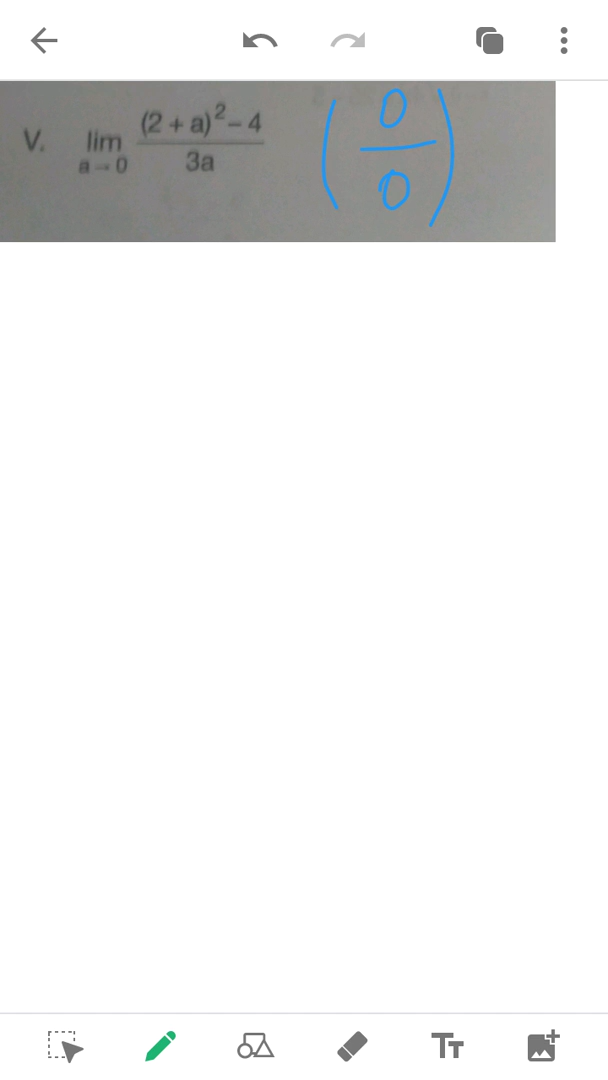 V. lim a→0 (2 + a)² – 4 / 3a (0/0)